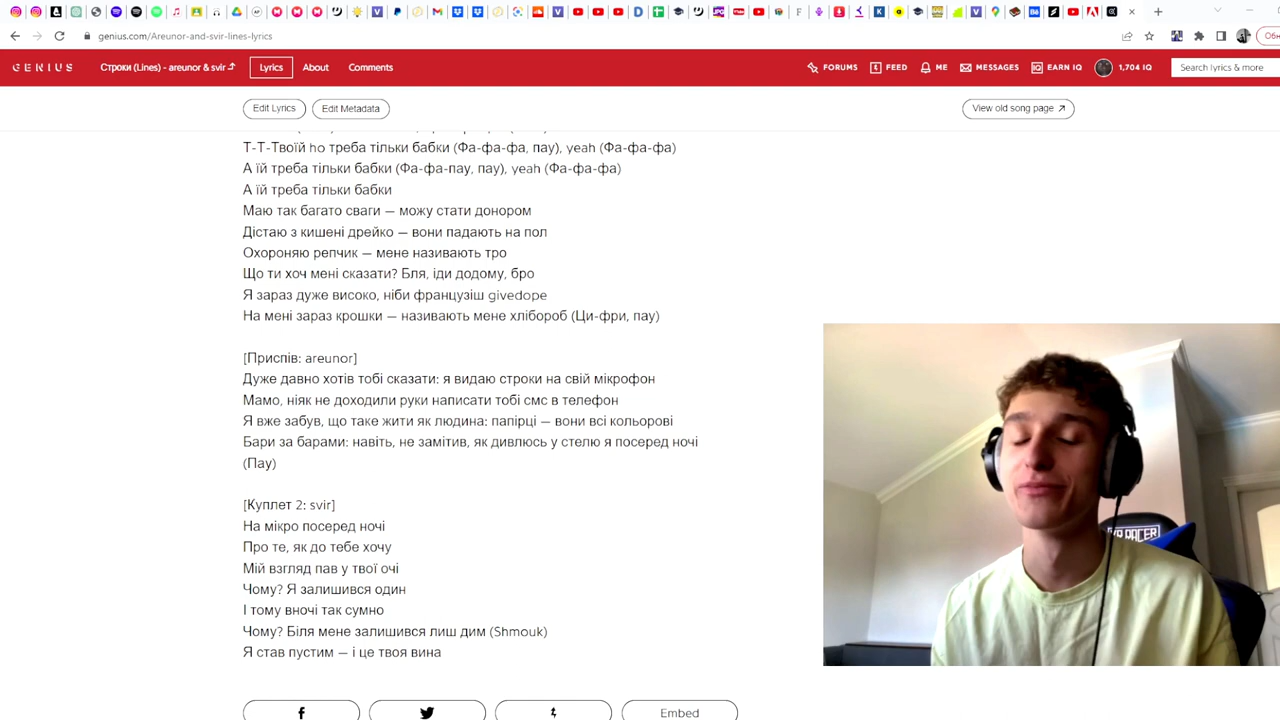 genius.com/Areunor-and-svir-lines-lyrics
GENIUS
Строки (Lines) - areunor & svir
Lyrics
About
Comments
FORUMS
FEED
ME
MESSAGES
EARN IQ
1,704 IQ
Search lyrics & more
Edit Lyrics
Edit Metadata
View old song page
Т-Т-Твоїй ho треба тільки бабки (Фа-фа-фа, пау), yeah (Фа-фа-фа)
А їй треба тільки бабки (Фа-фа-пау, пау), yeah (Фа-фа-фа)
А їй треба тільки бабки
Маю так багато сваги — можу стати донором
Дістаю з кишені дрейко — вони падають на пол
Охороняю репчик — мене називають тро
Що ти хоч мені сказати? Бля, іди додому, бро
Я зараз дуже високо, ніби французіш givedope
На мені зараз крошки — називають мене хлібороб (Ци-фри, пау)
[Приспів: areunor]
Дуже давно хотів тобі сказати: я видаю строки на свій мікрофон
Мамо, ніяк не доходили руки написати тобі смс в телефон
Я вже забув, що таке жити як людина: папірці — вони всі кольорові
Бари за барами: навіть, не замітив, як дивлюсь у стелю я посеред ночі
(Пау)
[Куплет 2: svir]
На мікро посеред ночі
Про те, як до тебе хочу
Мій взгляд пав у твої очі
Чому? Я залишився один
І тому вночі так сумно
Чому? Біля мене залишився лиш дим (Shmouk)
Я став пустим — і це твоя вина
Embed